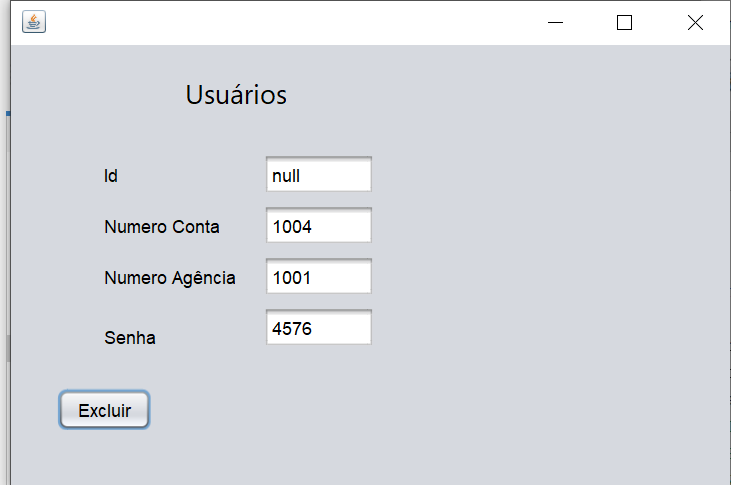 Usuários
Id null
Numero Conta 1004
Numero Agência 1001
Senha 4576
Excluir